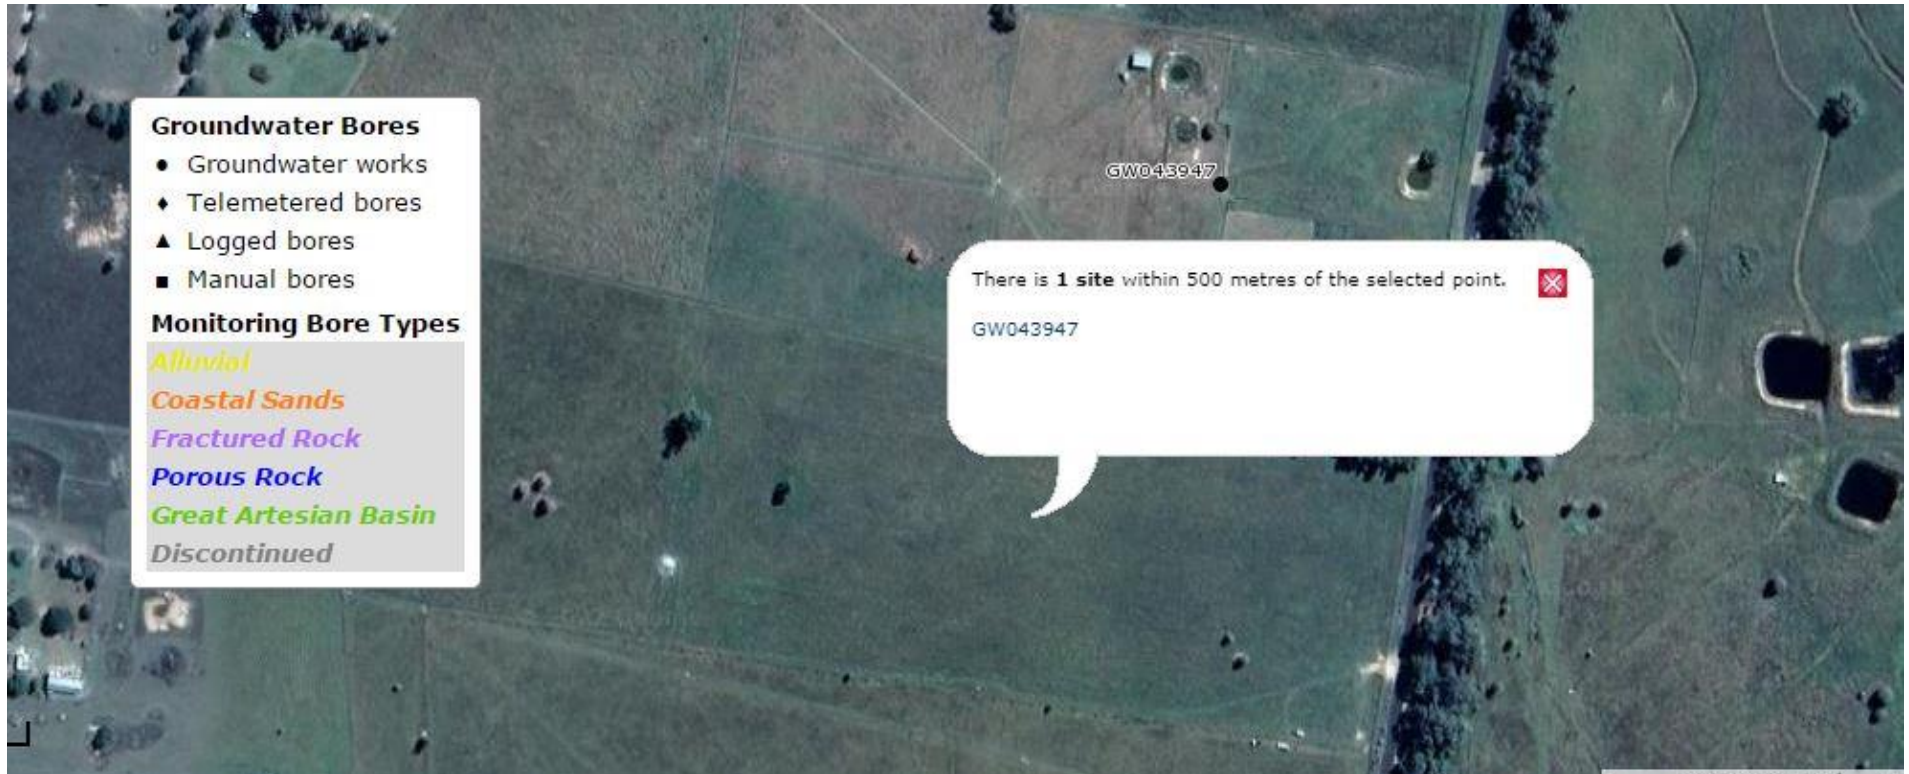 Groundwater Bores
Groundwater works
Telemetered bores
Logged bores
Manual bores
Monitoring Bore Types
Alluvial
Coastal Sands
Fractured Rock
Porous Rock
Great Artesian Basin
Discontinued
GW043947
There is 1 site within 500 metres of the selected point.
GW043947